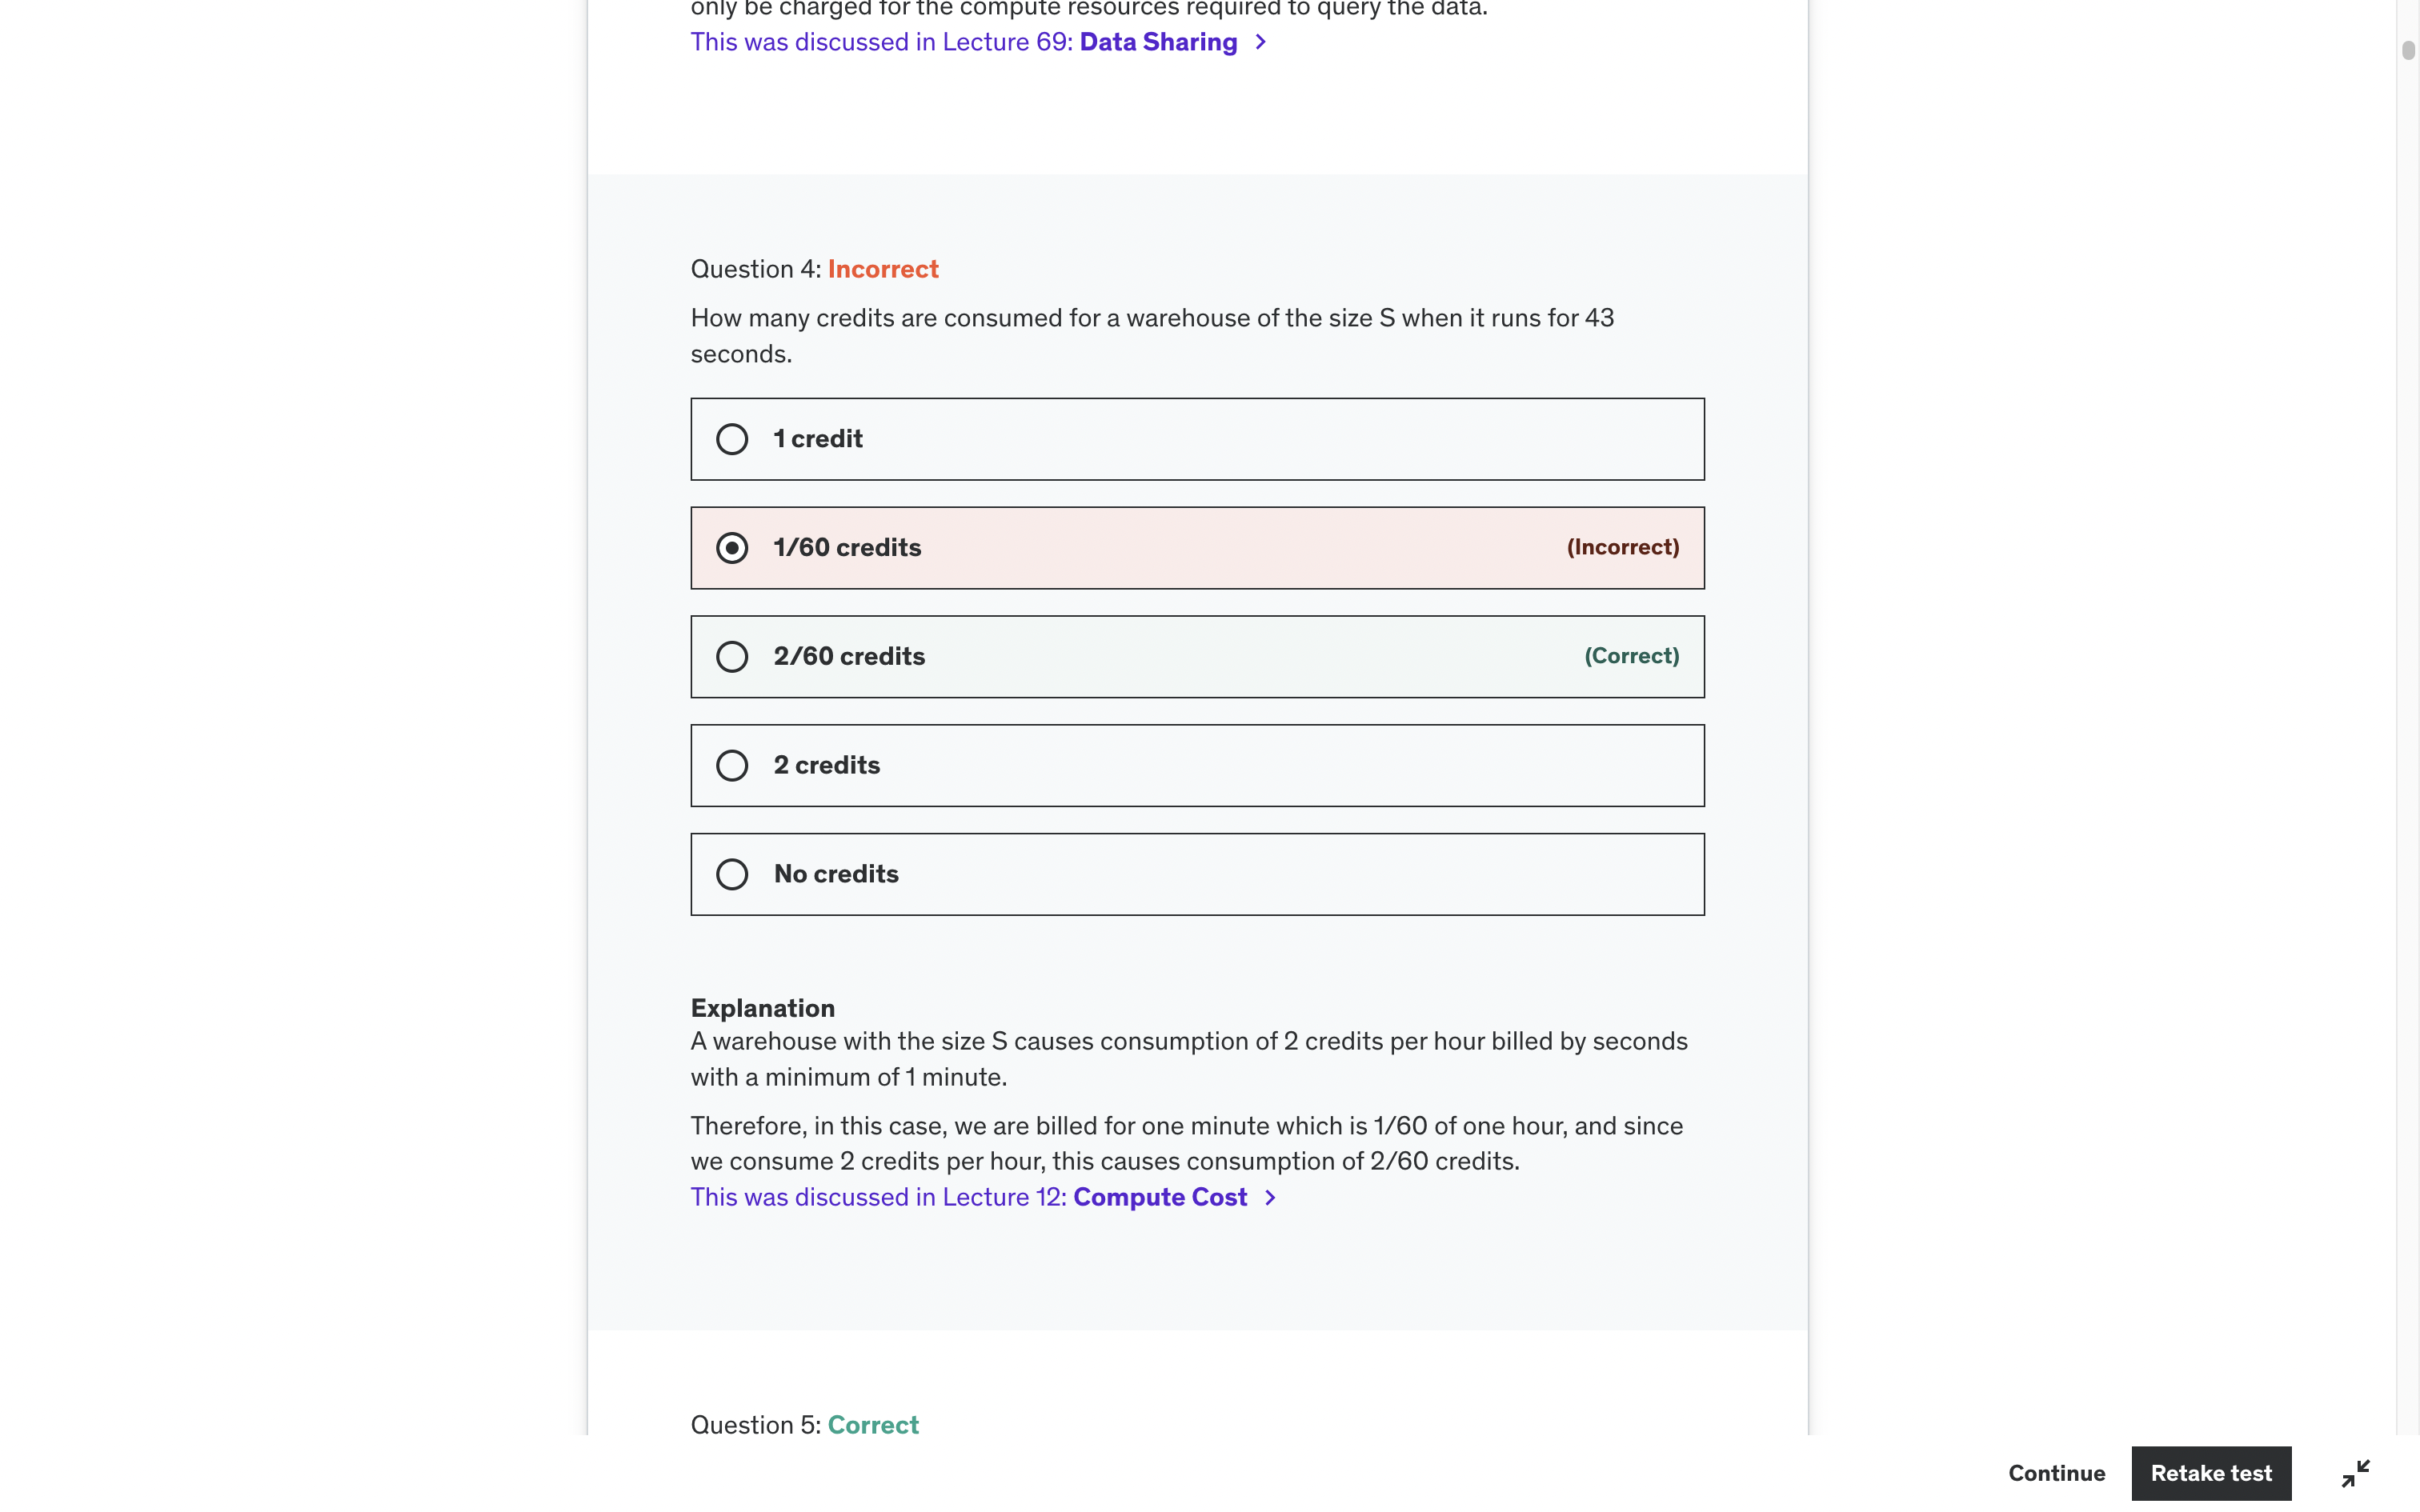 only be charged for the compute resources required to query the data.
This was discussed in Lecture 69: Data Sharing >
Question 4: Incorrect
How many credits are consumed for a warehouse of the size S when it runs for 43
seconds.
1 credit
1/60 credits (Incorrect)
2/60 credits (Correct)
2 credits
No credits
Explanation
A warehouse with the size S causes consumption of 2 credits per hour billed by seconds
with a minimum of 1 minute.
Therefore, in this case, we are billed for one minute which is 1/60 of one hour, and since
we consume 2 credits per hour, this causes consumption of 2/60 credits.
This was discussed in Lecture 12: Compute Cost >
Question 5: Correct
Continue Retake test